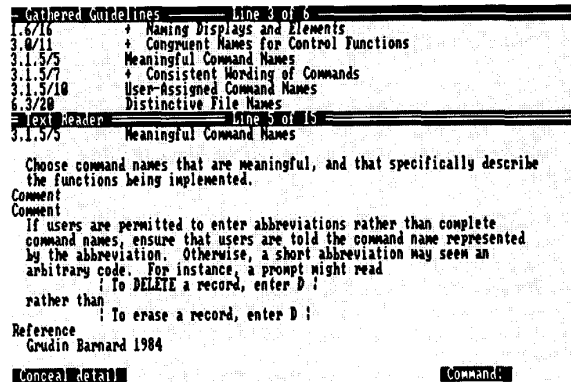 Gathered Guidelines Line 3 of 6
1.6/16 + Naming Displays and Elements
3.0/11 + Congruent Names for Control Functions
3.1.5/5 Meaningful Command Names
3.1.5/7 + Consistent Wording of Commands
3.1.5/10 User-Assigned Command Names
6.3/20 Distinctive File Names
Text Reader Line 5 of 15
3.1.5/5 Meaningful Command Names
Choose command names that are meaningful, and that specifically describe
the functions being implemented.
Comment
Comment
If users are permitted to enter abbreviations rather than complete
command names, ensure that users are told the command name represented
by the abbreviation. Otherwise, a short abbreviation may seem an
arbitrary code. For instance, a prompt might read
¦ To DELETE a record, enter D ¦
rather than
¦ To erase a record, enter D ¦
Reference
Grudin Barnard 1984
Conceal detail Command: